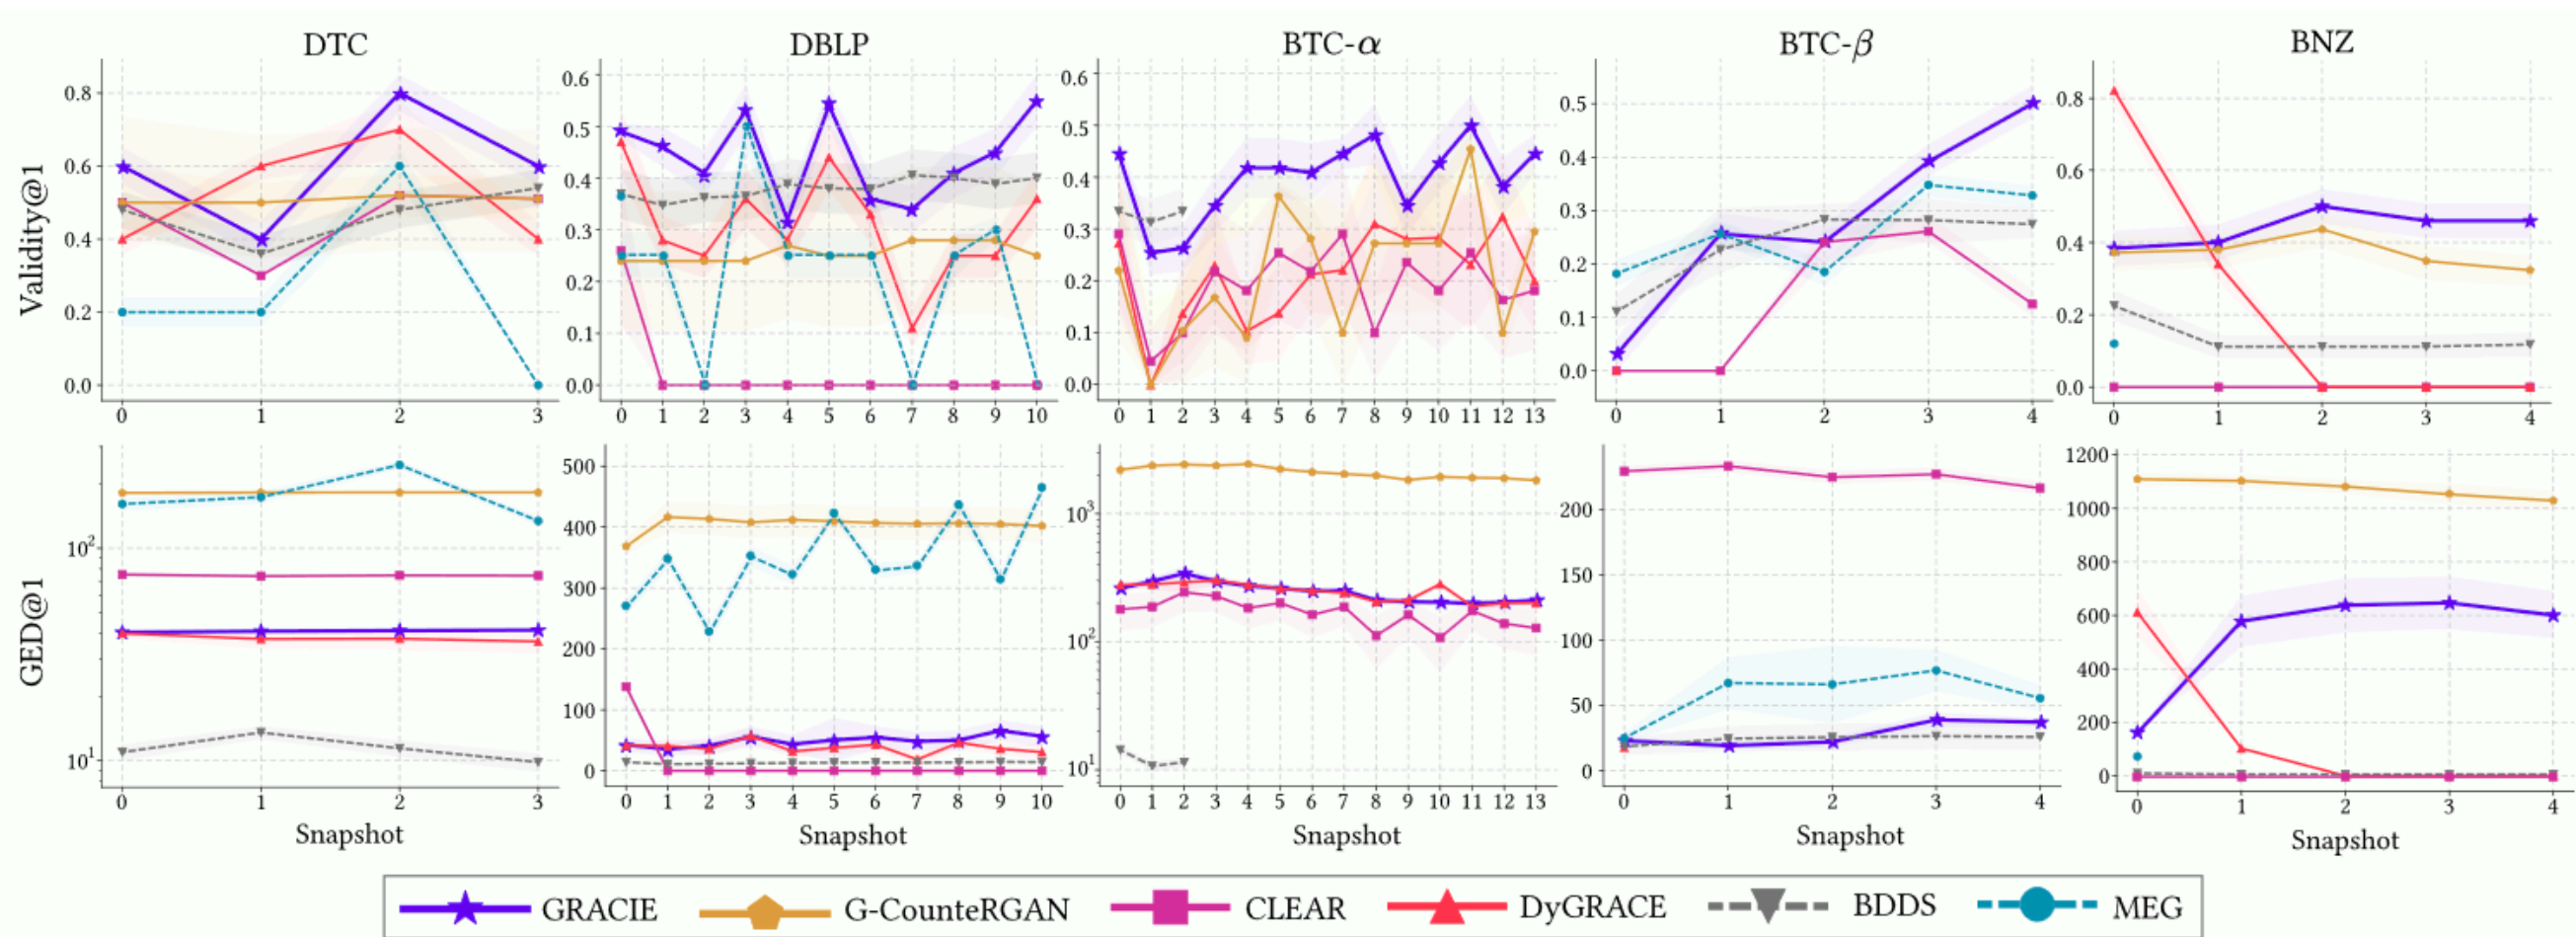 DTC
DBLP
BTC-α
BTC-β
BNZ
Validity@1
0.8
0.6
0.4
0.2
0.0
0 1 2 3
0.6
0.5
0.4
0.3
0.2
0.1
0.0
0 1 2 3 4 5 6 7 8 9 10
0.6
0.5
0.4
0.3
0.2
0.1
0.0
0 1 2 3 4 5 6 7 8 9 10 11 12 13
0.5
0.4
0.3
0.2
0.1
0.0
0 1 2 3 4
0.8
0.6
0.4
0.2
0.0
0 1 2 3 4
GED@1
10²
10¹
0 1 2 3
Snapshot
500
400
300
200
100
0
0 1 2 3 4 5 6 7 8 9 10
Snapshot
10³
10²
10¹
0 1 2 3 4 5 6 7 8 9 10 11 12 13
Snapshot
200
150
100
50
0
0 1 2 3 4
Snapshot
1200
1000
800
600
400
200
0
0 1 2 3 4
Snapshot
GRACIE G-CounteRGAN CLEAR DyGRACE BDDS MEG